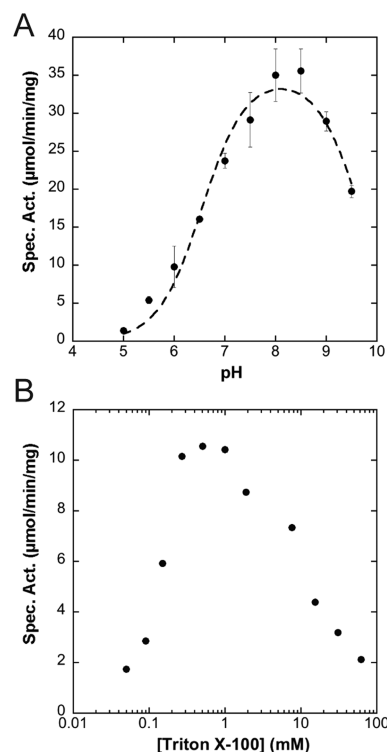 A
Spec. Act. (µmol/min/mg)
40
35
30
25
20
15
10
5
0
4 5 6 7 8 9 10
pH
B
Spec. Act. (µmol/min/mg)
12
10
8
6
4
2
0
0.01 0.1 1 10 100
[Triton X-100] (mM)